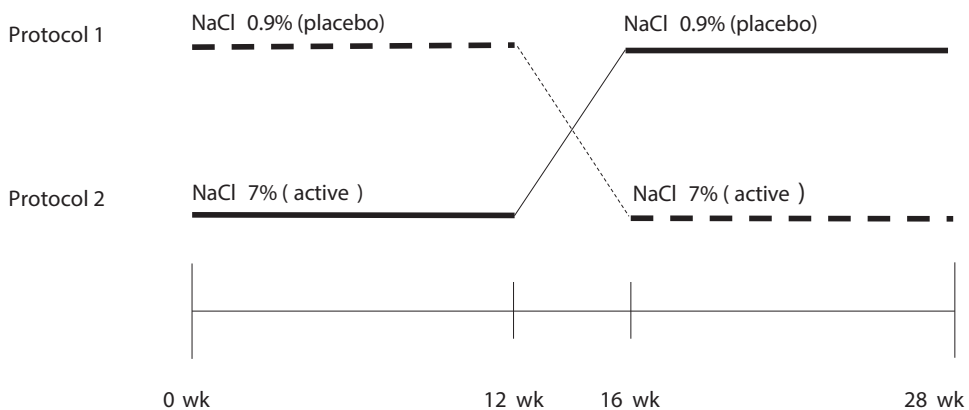 Protocol 1
NaCl 0.9% (placebo)
NaCl 0.9% (placebo)
Protocol 2
NaCl 7% ( active )
NaCl 7% ( active )
0 wk
12 wk
16 wk
28 wk